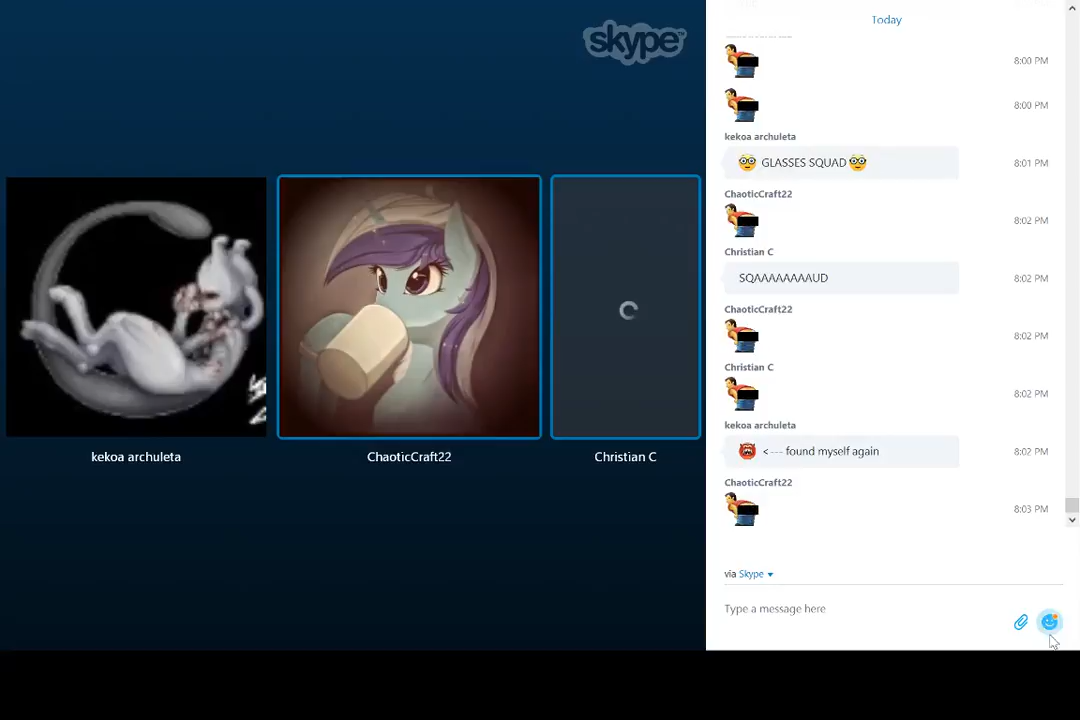 skype
Today
8:00 PM
8:00 PM
kekoa archuleta
GLASSES SQUAD
8:01 PM
ChaoticCraft22
8:02 PM
Christian C
SQAAAAAAAAUD
8:02 PM
ChaoticCraft22
8:02 PM
Christian C
8:02 PM
kekoa archuleta
<--- found myself again
8:02 PM
ChaoticCraft22
8:03 PM
via Skype
Type a message here
kekoa archuleta
ChaoticCraft22
Christian C